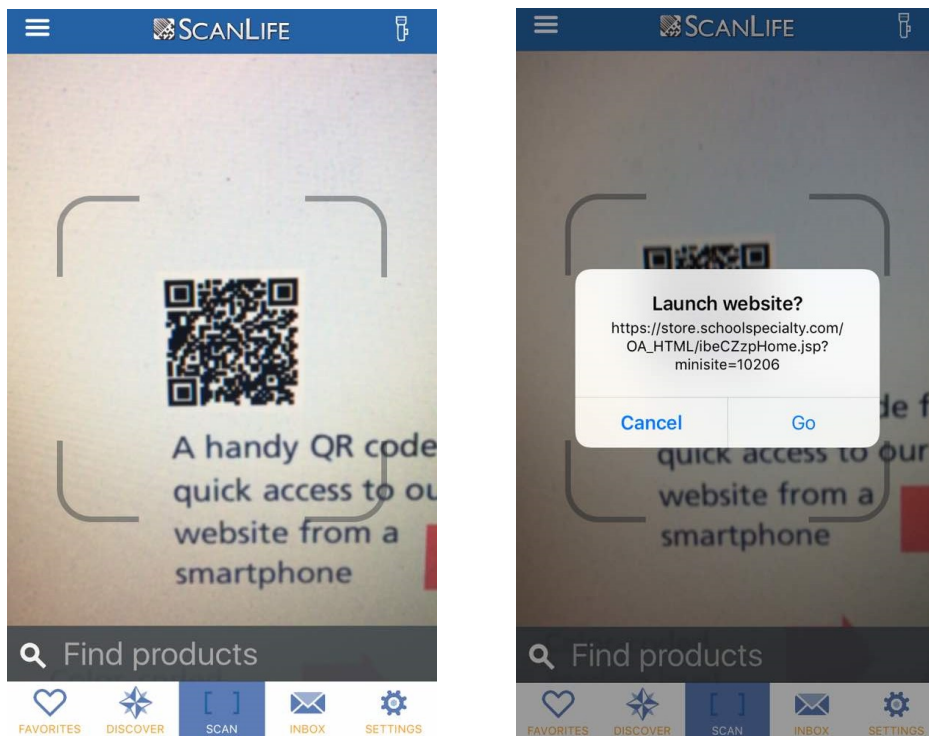 SCANLIFE
A handy QR code
quick access to ou
website from a
smartphone
Find products
FAVORITES
DISCOVER
SCAN
INBOX
SETTINGS
SCANLIFE
Launch website?
https://store.schoolspecialty.com/
OA_HTML/ibeCZzpHome.jsp?
minisite=10206
Cancel
Go
de f
quick access to our
website from a
smartphone
Find products
FAVORITES
DISCOVER
SCAN
INBOX
SETTINGS